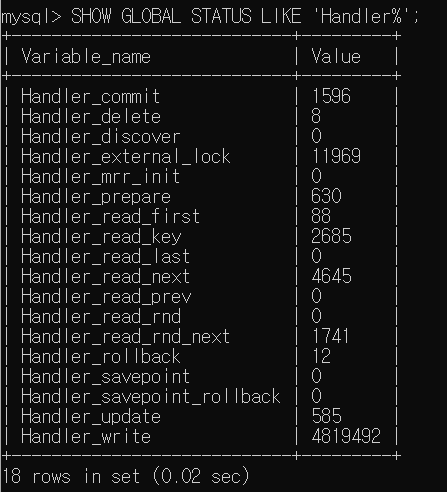 mysql> SHOW GLOBAL STATUS LIKE 'Handler%';
+----------------------------+---------+
| Variable_name              | Value   |
+----------------------------+---------+
| Handler_commit             | 1596    |
| Handler_delete             | 8       |
| Handler_discover           | 0       |
| Handler_external_lock      | 11969   |
| Handler_mrr_init           | 0       |
| Handler_prepare            | 630     |
| Handler_read_first         | 88      |
| Handler_read_key           | 2685    |
| Handler_read_last          | 0       |
| Handler_read_next          | 4645    |
| Handler_read_prev          | 0       |
| Handler_read_rnd           | 0       |
| Handler_read_rnd_next      | 1741    |
| Handler_rollback           | 12      |
| Handler_savepoint          | 0       |
| Handler_savepoint_rollback | 0       |
| Handler_update             | 585     |
| Handler_write              | 4819492 |
+----------------------------+---------+
18 rows in set (0.02 sec)